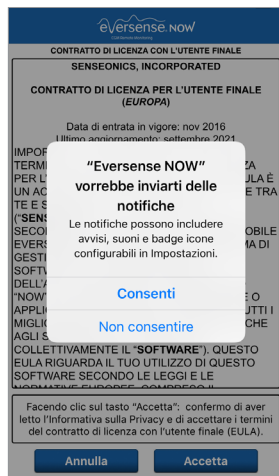 eversense. NOW
CONTRATTO DI LICENZA CON L'UTENTE FINALE
SENSEONICS, INCORPORATED
CONTRATTO DI LICENZA PER L'UTENTE FINALE
(EUROPA)
Data di entrata in vigore: nov 2016
Ultimo aggiornamento: settembre 2021
"Eversense NOW"
vorrebbe inviarti delle
notifiche
Le notifiche possono includere
avvisi, suoni e badge icone
configurabili in Impostazioni.
Consenti
Non consentire
COLLETTIVAMENTE IL "SOFTWARE"). QUESTO
EULA RIGUARDA IL TUO UTILIZZO DI QUESTO
SOFTWARE SECONDO LE LEGGI E LE
NORMATIVE EUROPEE, COMPRESO IL
Facendo clic sul tasto "Accetta": confermo di aver
letto l'Informativa sulla Privacy e di accettare i termini
del contratto di licenza con l'utente finale (EULA).
Annulla Accetta